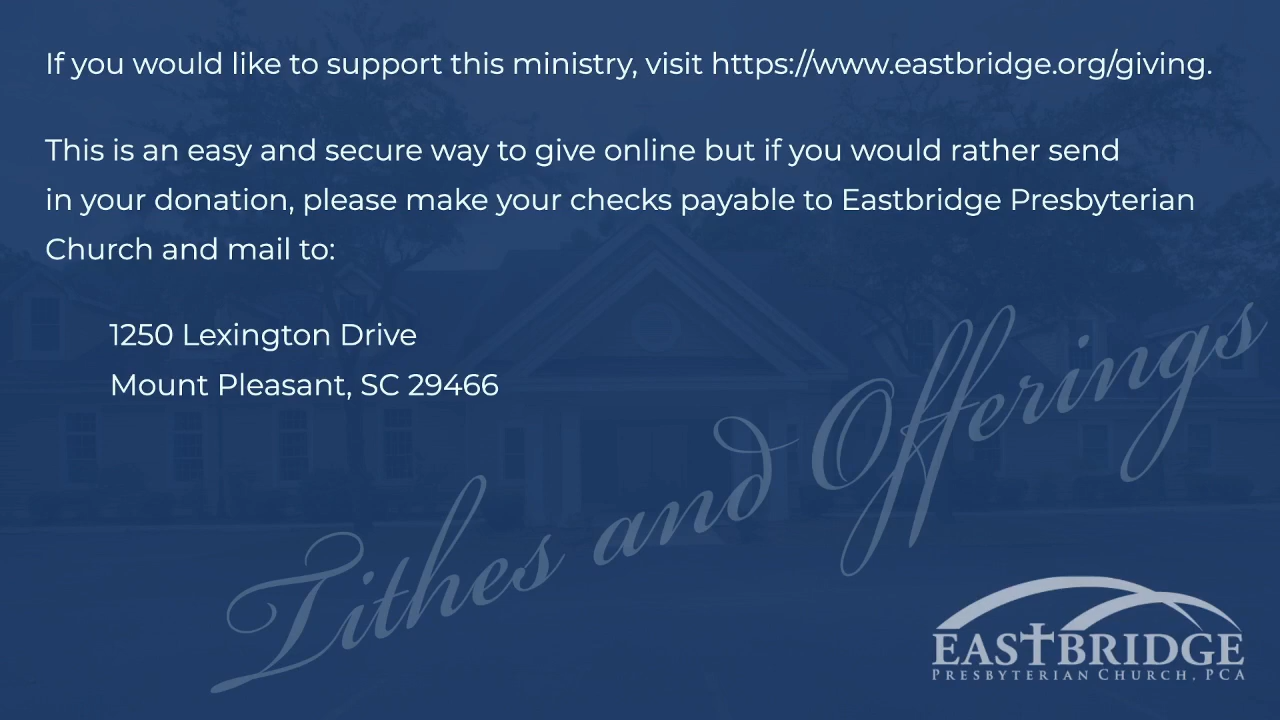 If you would like to support this ministry, visit https://www.eastbridge.org/giving.
This is an easy and secure way to give online but if you would rather send
in your donation, please make your checks payable to Eastbridge Presbyterian
Church and mail to:
1250 Lexington Drive
Mount Pleasant, SC 29466
Tithes and Offerings
EASTBRIDGE
PRESBYTERIAN CHURCH, PCA